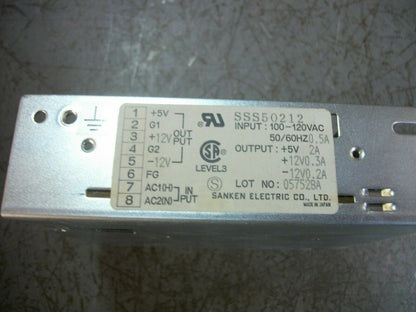 1 +5V
2 G1
3 +12V
4 G2
5 -12V
6 FG
7 AC1(H)
8 AC2(N)
OUT
PUT
IN
PUT
SSS50212
INPUT : 100-120VAC
50/60HZ 0.5A
OUTPUT : +5V 2A
+12V 0.3A
-12V 0.2A
LEVEL3
LOT NO: 057528A
SANKEN ELECTRIC CO., LTD.
MADE IN JAPAN